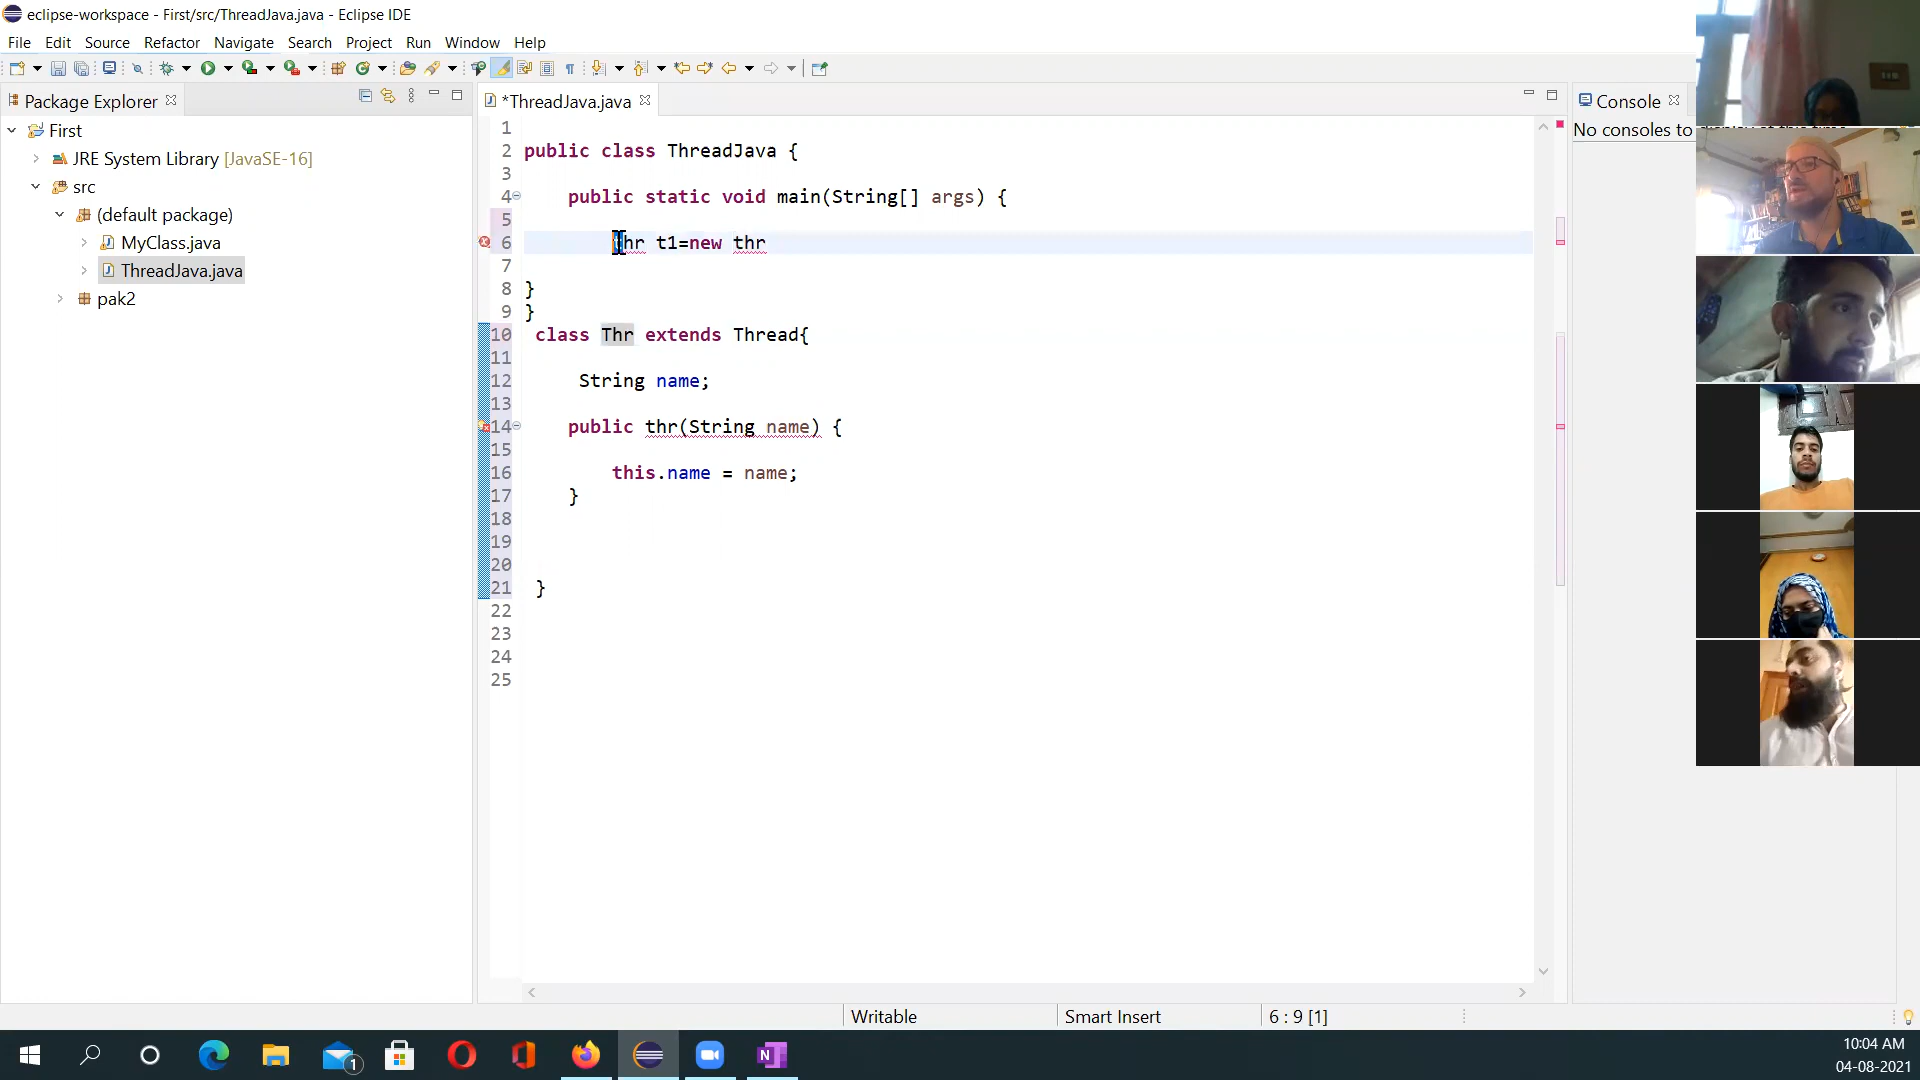 eclipse-workspace - First/src/ThreadJava.java - Eclipse IDE
File Edit Source Refactor Navigate Search Project Run Window Help
Package Explorer
*ThreadJava.java
Console
No consoles to
First
JRE System Library [JavaSE-16]
src
(default package)
MyClass.java
ThreadJava.java
pak2
1
2 public class ThreadJava {
3
4 public static void main(String[] args) {
5
6 thr t1=new thr
7
8 }
9 }
10 class Thr extends Thread{
11
12 String name;
13
14 public thr(String name) {
15
16 this.name = name;
17 }
18
19
20
21 }
22
23
24
25
Writable Smart Insert 6 : 9 [1]
1
10:04 AM
04-08-2021